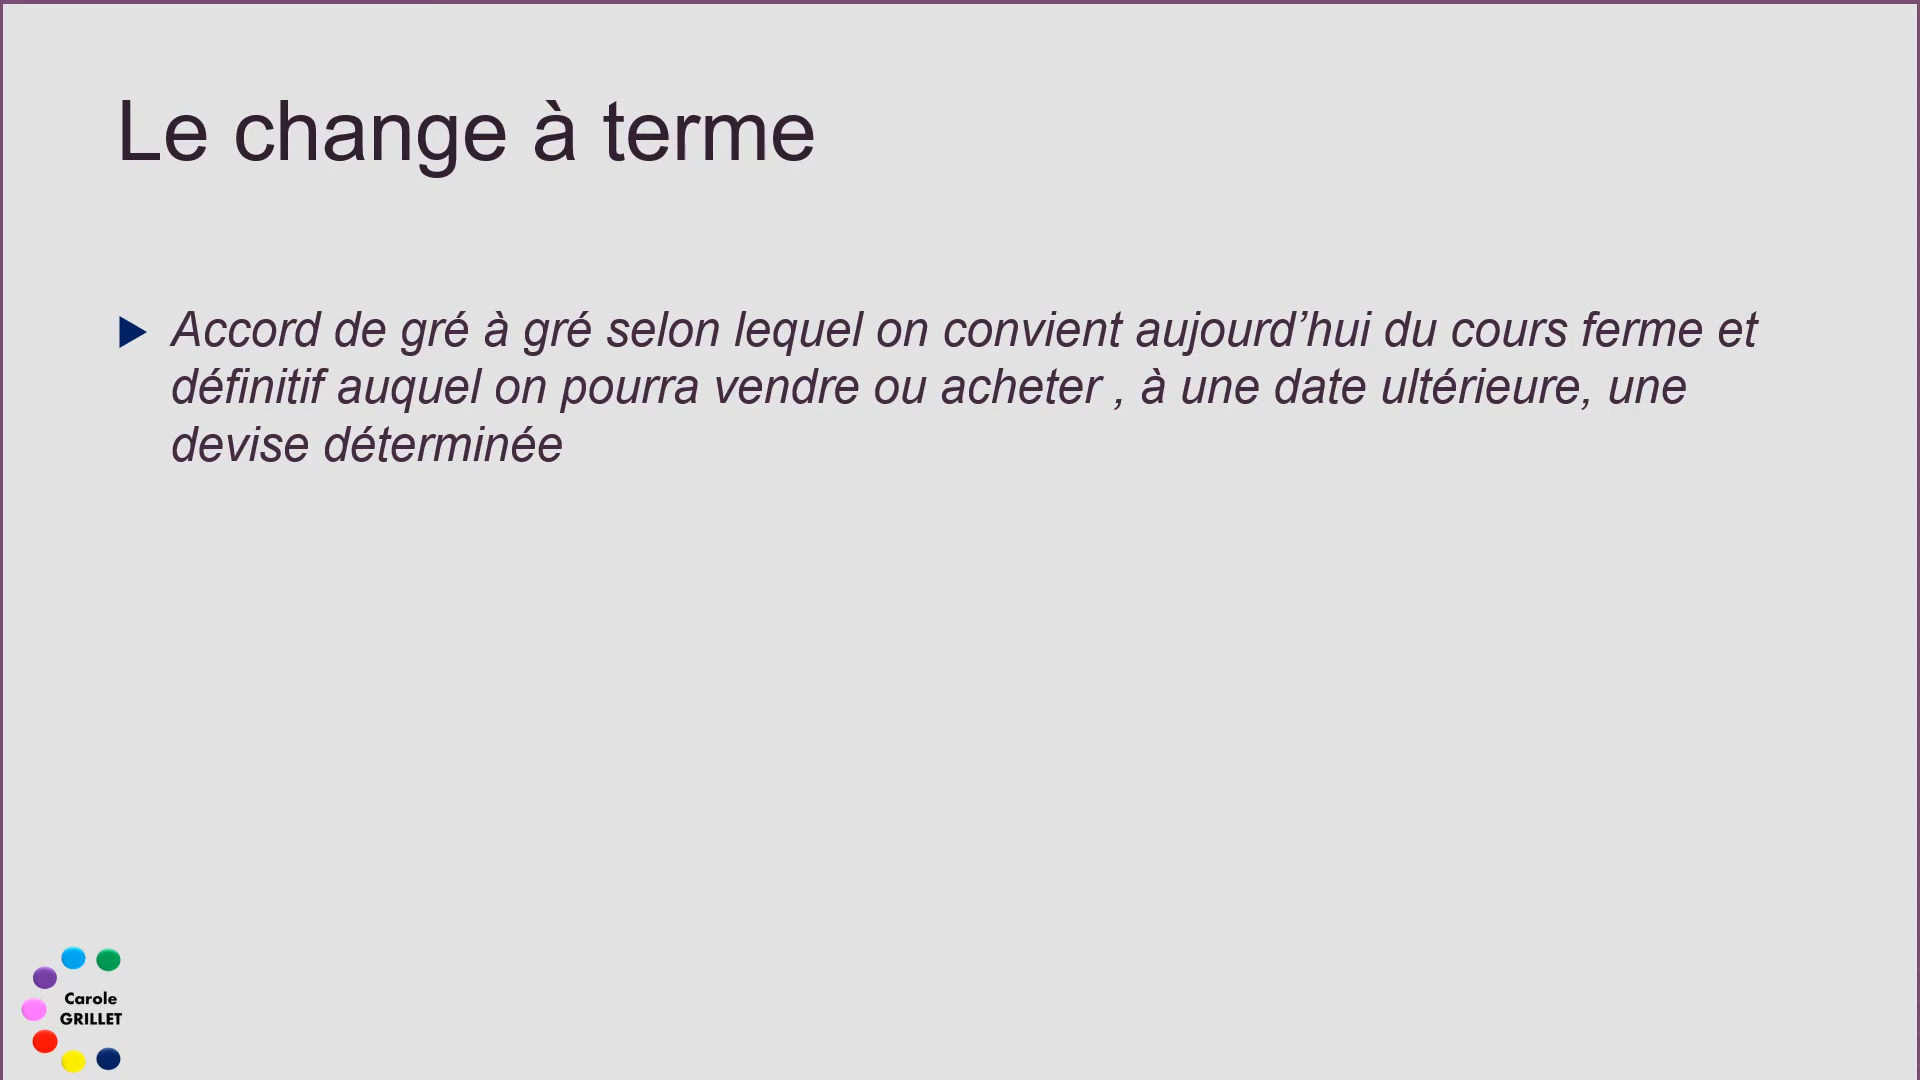 Le change à terme
Accord de gré à gré selon lequel on convient aujourd’hui du cours ferme et
définitif auquel on pourra vendre ou acheter , à une date ultérieure, une
devise déterminée
Carole
GRILLET